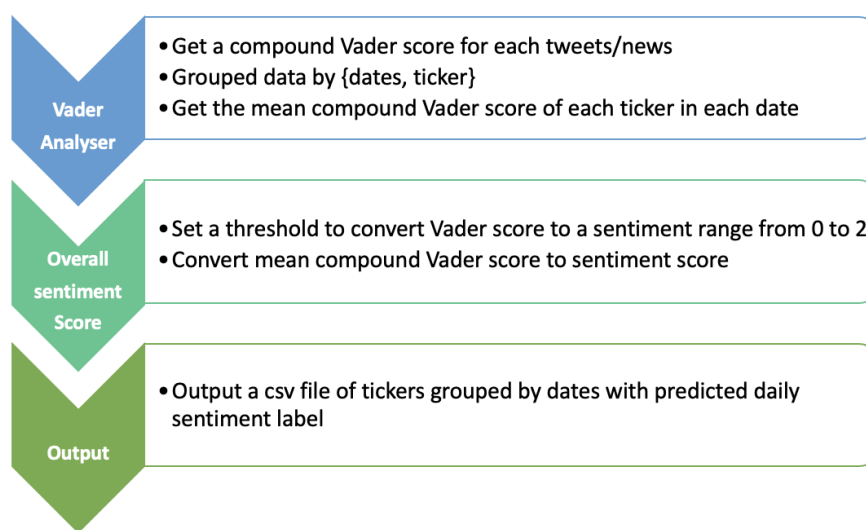 Vader
Analyser
• Get a compound Vader score for each tweets/news
• Grouped data by {dates, ticker}
• Get the mean compound Vader score of each ticker in each date
Overall
sentiment
Score
• Set a threshold to convert Vader score to a sentiment range from 0 to 2
• Convert mean compound Vader score to sentiment score
Output
• Output a csv file of tickers grouped by dates with predicted daily
sentiment label